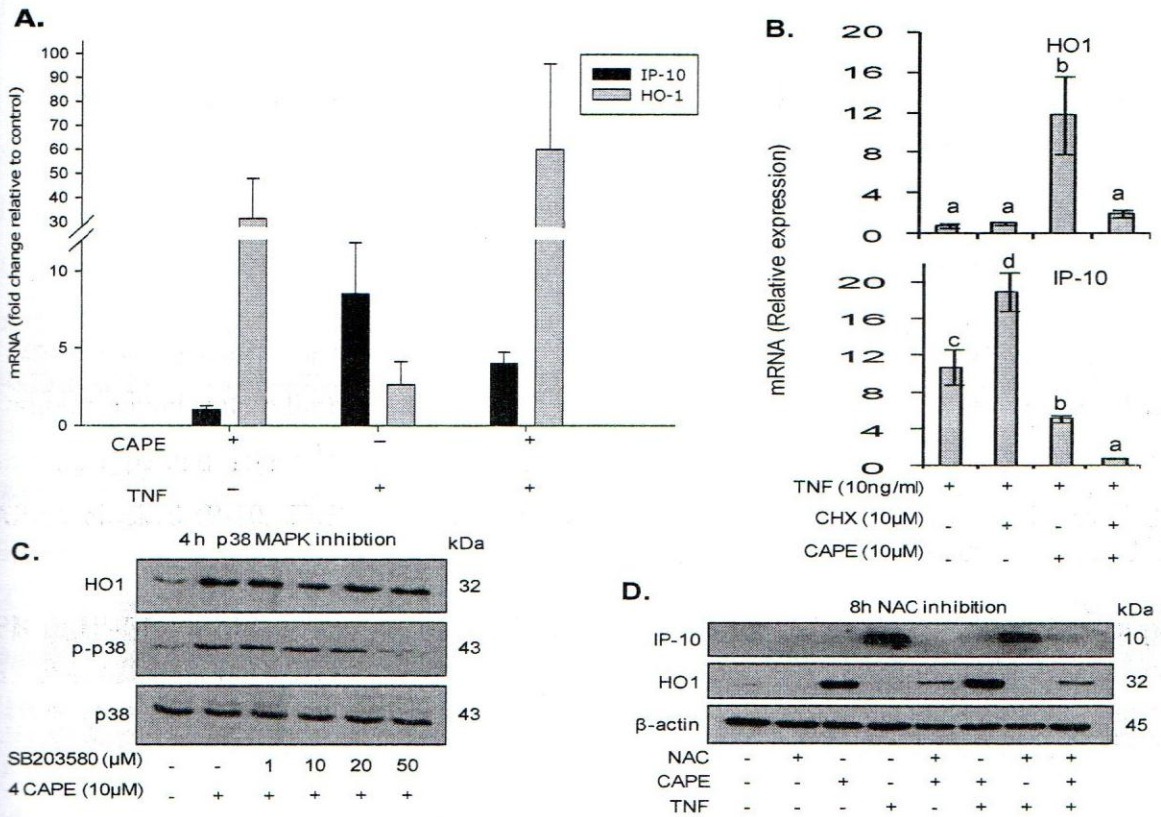 A.
100
90
80
70
60
50
40
30
10
5
0
mRNA (fold change relative to control)
IP-10
HO-1
CAPE + – +
TNF – + +
B.
20
16
12
8
4
0
HO1
a a b a
mRNA (Relative expression)
20
16
12
8
4
0
IP-10
c d b a
TNF (10ng/ml) + + + +
CHX (10µM) - + - +
CAPE (10µM) - - + +
C.
4 h p38 MAPK inhibtion
kDa
HO1 32
p-p38 43
p38 43
SB203580 (µM) - - 1 10 20 50
4 CAPE (10µM) - + + + + +
D.
8h NAC inhibition
kDa
IP-10 10
HO1 32
β-actin 45
NAC - + - - + - + +
CAPE - - + - + + - +
TNF - - - + - + + +